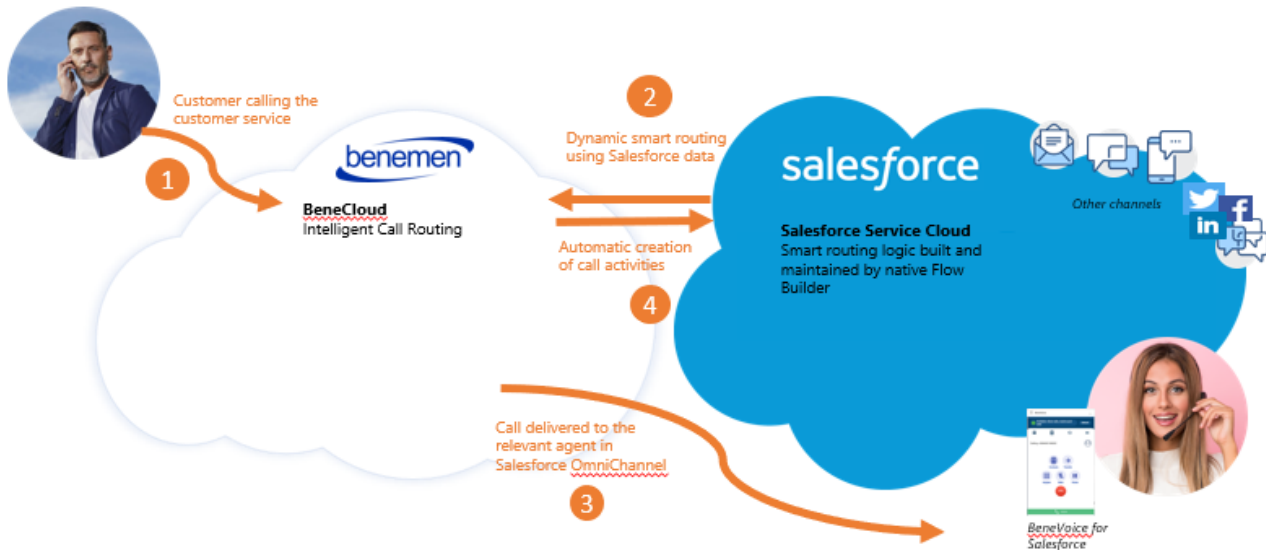 Customer calling the
customer service
1
benemen
BeneCloud
Intelligent Call Routing
2
Dynamic smart routing
using Salesforce data
Automatic creation
of call activities
4
salesforce
Salesforce Service Cloud
Smart routing logic built and
maintained by native Flow
Builder
Other channels
f
in
Call delivered to the
relevant agent in
Salesforce OmniChannel
3
BeneVoice for
Salesforce